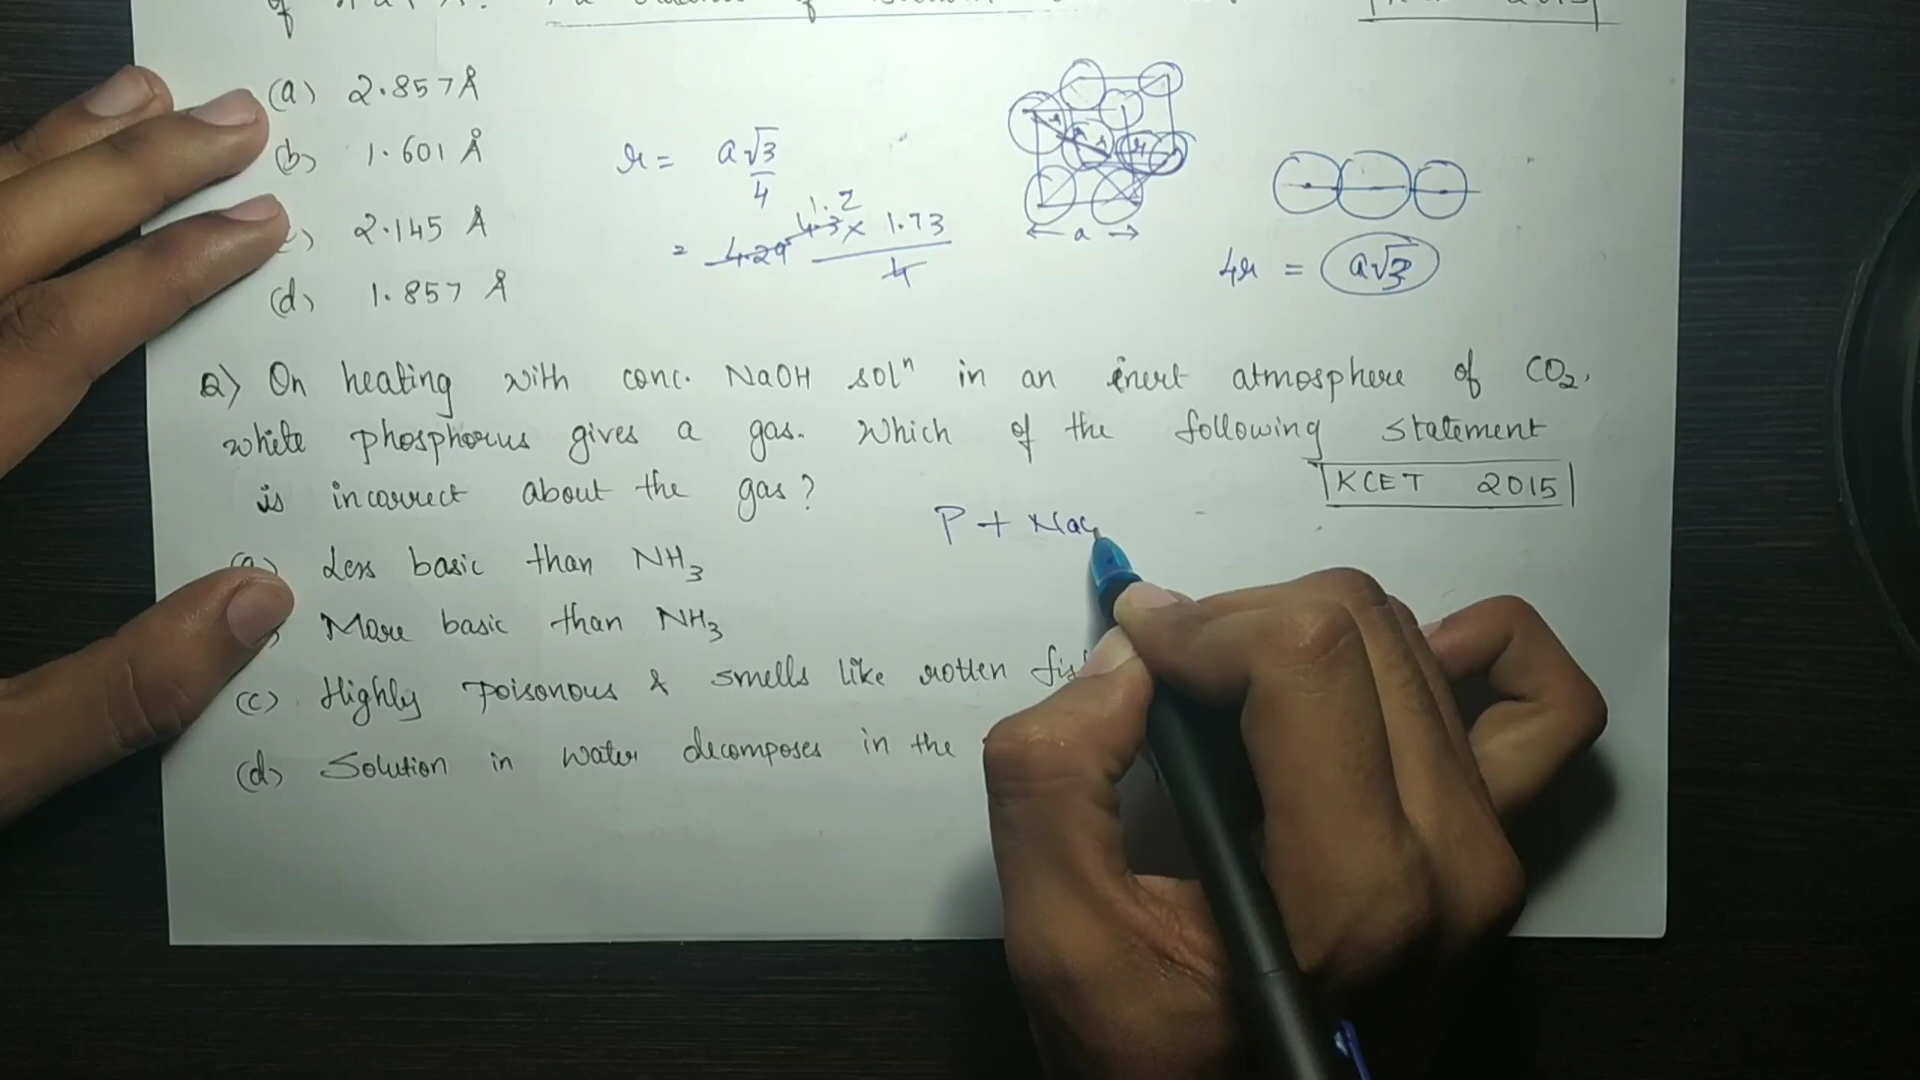 (a) 2.857Å
(b) 1.601 Å
2.145 Å
(d) 1.857 Å
r = a√3/4
= 4.29 4.3 × 1.73 / 4
1.2
a
4r = a√3
Q) On heating with conc. NaOH solⁿ in an inert atmosphere of CO₂,
white phosphorus gives a gas. Which of the following statement
is incorrect about the gas?
KCET 2015
P + Na
(a) Less basic than NH₃
More basic than NH₃
(c) Highly poisonous & smells like rotten
(d) Solution in water decomposes in the